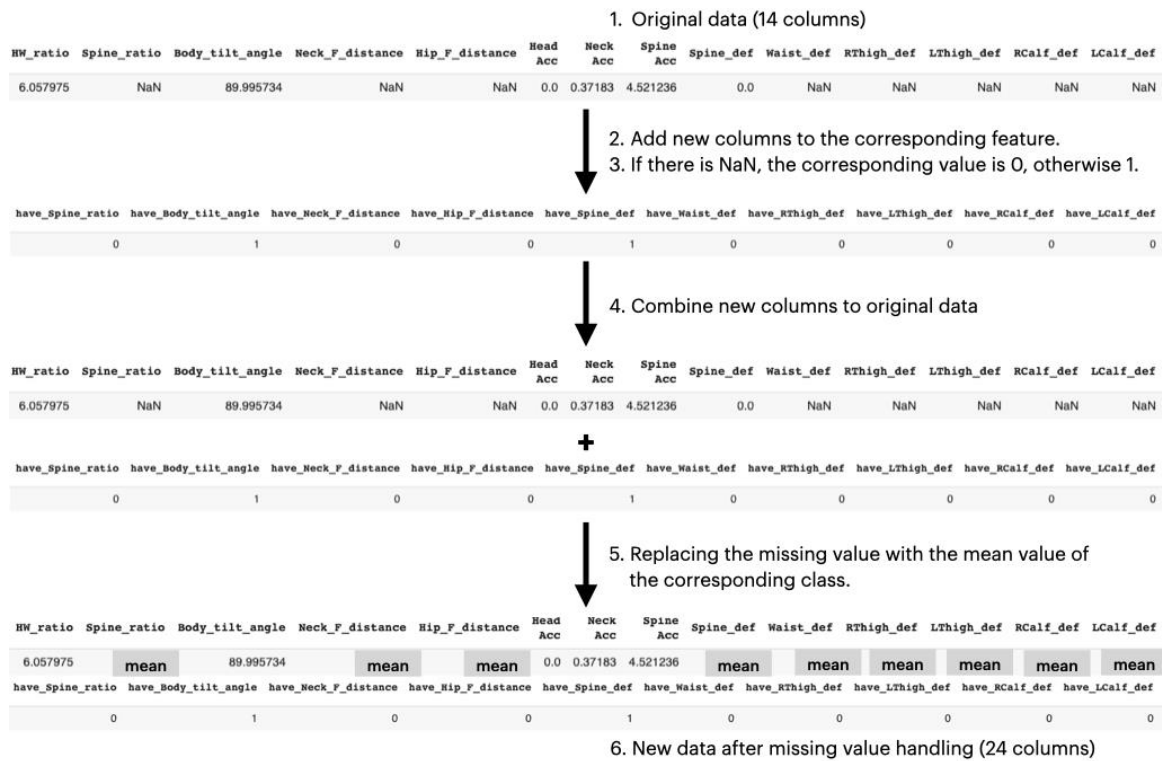 1. Original data (14 columns)
HW_ratio Spine_ratio Body_tilt_angle Neck_F_distance Hip_F_distance Head Acc Neck Acc Spine Acc Spine_def Waist_def RThigh_def LThigh_def RCalf_def LCalf_def
6.057975 NaN 89.995734 NaN NaN 0.0 0.37183 4.521236 0.0 NaN NaN NaN NaN NaN
2. Add new columns to the corresponding feature.
3. If there is NaN, the corresponding value is 0, otherwise 1.
have_Spine_ratio have_Body_tilt_angle have_Neck_F_distance have_Hip_F_distance have_Spine_def have_Waist_def have_RThigh_def have_LThigh_def have_RCalf_def have_LCalf_def
0 1 0 0 1 0 0 0 0 0
4. Combine new columns to original data
HW_ratio Spine_ratio Body_tilt_angle Neck_F_distance Hip_F_distance Head Acc Neck Acc Spine Acc Spine_def Waist_def RThigh_def LThigh_def RCalf_def LCalf_def
6.057975 NaN 89.995734 NaN NaN 0.0 0.37183 4.521236 0.0 NaN NaN NaN NaN NaN
+
have_Spine_ratio have_Body_tilt_angle have_Neck_F_distance have_Hip_F_distance have_Spine_def have_Waist_def have_RThigh_def have_LThigh_def have_RCalf_def have_LCalf_def
0 1 0 0 1 0 0 0 0 0
5. Replacing the missing value with the mean value of
the corresponding class.
HW_ratio Spine_ratio Body_tilt_angle Neck_F_distance Hip_F_distance Head Acc Neck Acc Spine Acc Spine_def Waist_def RThigh_def LThigh_def RCalf_def LCalf_def
6.057975 mean 89.995734 mean mean 0.0 0.37183 4.521236 mean mean mean mean mean mean
have_Spine_ratio have_Body_tilt_angle have_Neck_F_distance have_Hip_F_distance have_Spine_def have_Waist_def have_RThigh_def have_LThigh_def have_RCalf_def have_LCalf_def
0 1 0 0 1 0 0 0 0 0
6. New data after missing value handling (24 columns)